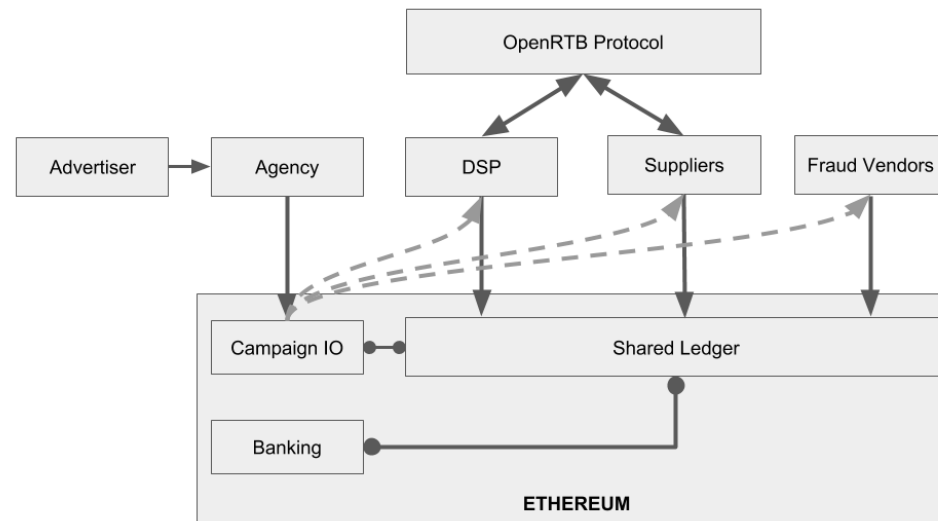 OpenRTB Protocol
Advertiser
Agency
DSP
Suppliers
Fraud Vendors
Campaign IO
Shared Ledger
Banking
ETHEREUM